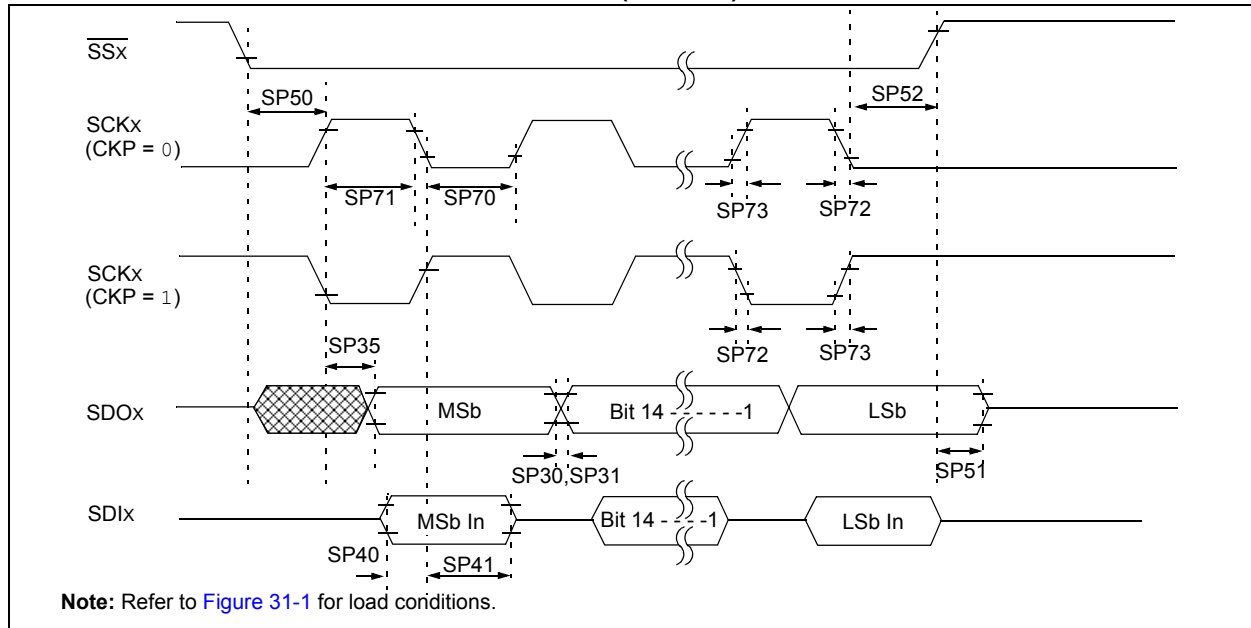 SSx
SP50
SP52
SCKx
(CKP = 0)
SP71
SP70
SP73
SP72
SCKx
(CKP = 1)
SP35
SP72
SP73
SDOx
MSb
Bit 14 - - - - - -1
LSb
SP30,SP31
SP51
SDIx
MSb In
Bit 14 - - - -1
LSb In
SP40
SP41
Note: Refer to Figure 31-1 for load conditions.